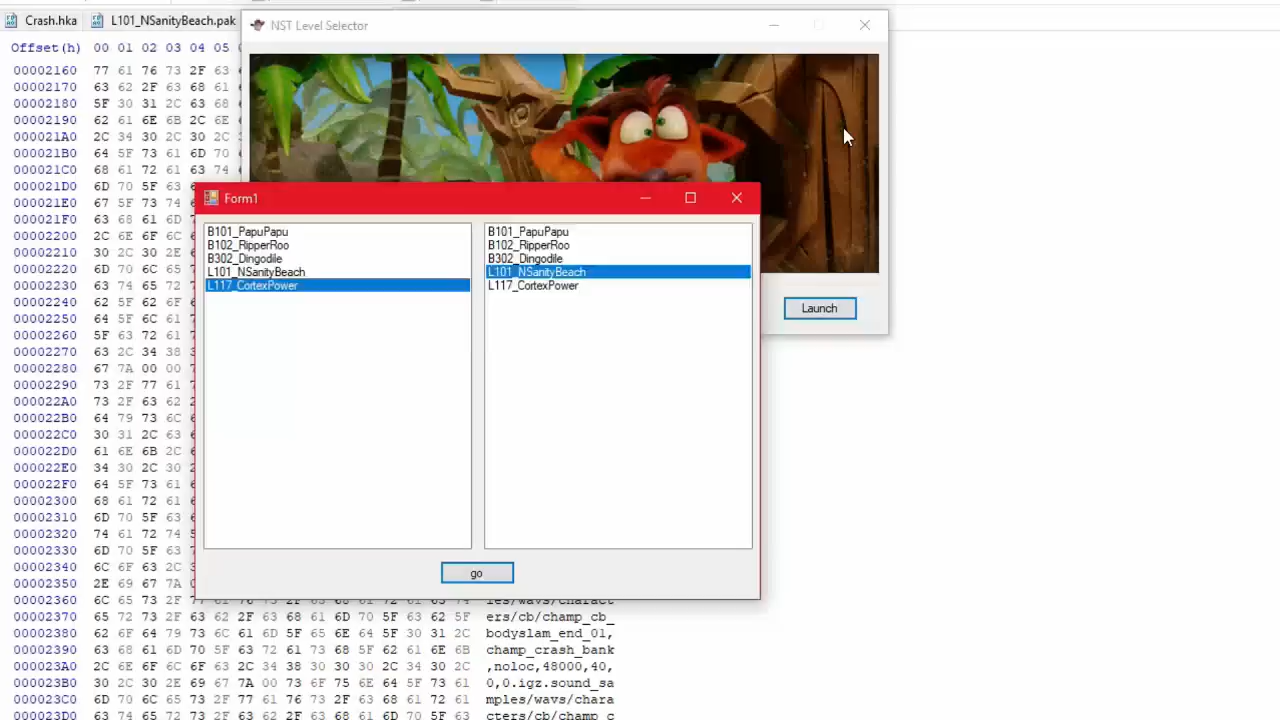 Crash.hka L101_NSanityBeach.pak
NST Level Selector
Offset(h) 00 01 02 03 04 05
00002160 77 61 76 73 2F 63
00002170 63 62 2F 63 68 61
00002180 5F 30 31 2C 63 68
00002190 62 61 6E 6B 2C 6E
000021A0 2C 34 30 2C 30 2C
000021B0 64 5F 73 61 6D 70
000021C0 68 61 72 61 63 74
000021D0 6D 70 5F 63
000021E0 67 5F 73 74
000021F0 63 68 61 6D
00002200 2C 6E 6F 6C
00002210 30 2C 30 2E
00002220 6D 70 6C 65
00002230 63 74 65 72
00002240 62 5F 62 6F
00002250 64 5F 6C 61
00002260 5F 63 72 61
00002270 63 2C 34 38
00002280 67 7A 00 00
00002290 73 2F 77 61
000022A0 73 2F 63 62
000022B0 64 79 73 6C
000022C0 30 31 2C 63
000022D0 61 6E 6B 2C
000022E0 34 30 2C 30
000022F0 64 5F 73 61
00002300 68 61 72 61
00002310 6D 70 5F 63
00002320 74 61 72 74
00002330 6D 70 5F 63
00002340 6C 6F 63 2C
00002350 2E 69 67 7A
Form1
B101_PapuPapu
B102_RipperRoo
B302_Dingodile
L101_NSanityBeach
L117_CortexPower
B101_PapuPapu
B102_RipperRoo
B302_Dingodile
L101_NSanityBeach
L117_CortexPower
go
Launch
00002360 6C 65 73 2F 77 61 76 73 2F 63 68 61 72 61 63 74 les/wavs/charact
00002370 65 72 73 2F 63 62 2F 63 68 61 6D 70 5F 63 62 5F ers/cb/champ_cb_
00002380 62 6F 64 79 73 6C 61 6D 5F 65 6E 64 5F 30 31 2C bodyslam_end_01,
00002390 63 68 61 6D 70 5F 63 72 61 73 68 5F 62 61 6E 6B champ_crash_bank
000023A0 2C 6E 6F 6C 6F 63 2C 34 38 30 30 30 2C 34 30 2C ,noloc,48000,40,
000023B0 30 2C 30 2E 69 67 7A 00 73 6F 75 6E 64 5F 73 61 0,0.igz.sound_sa
000023C0 6D 70 6C 65 73 2F 77 61 76 73 2F 63 68 61 72 61 mples/wavs/chara
000023D0 63 74 65 72 73 2F 63 62 2F 63 68 61 6D 70 5F 63 cters/cb/champ_c